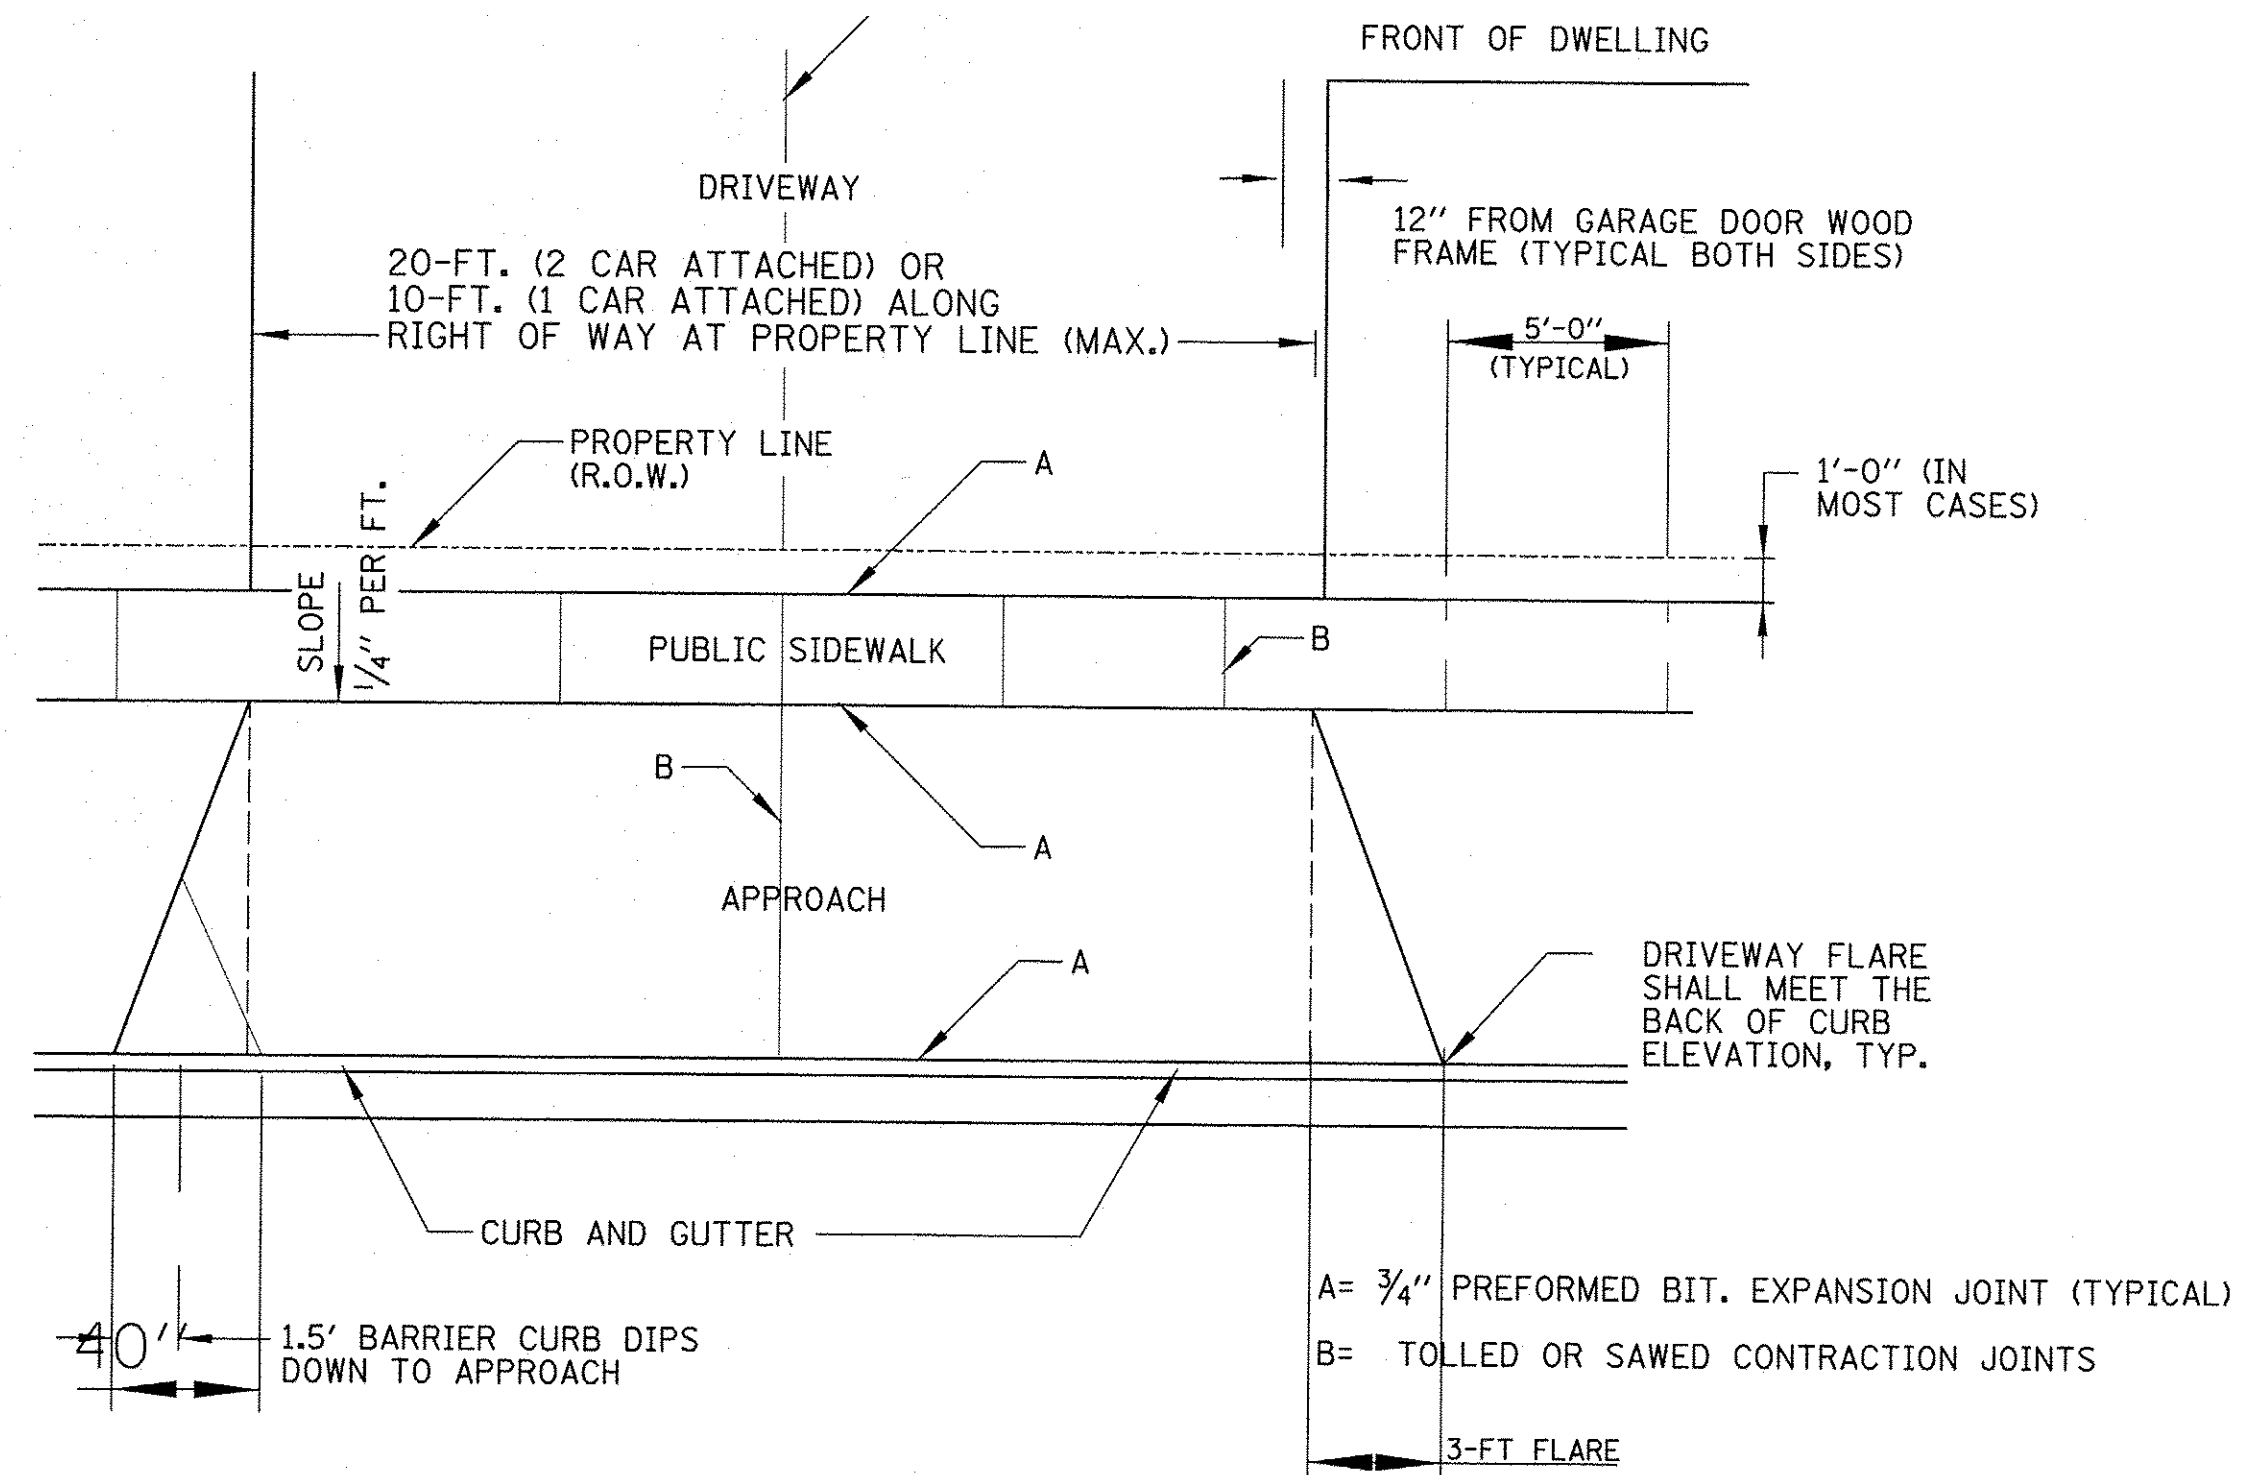 FRONT OF DWELLING
DRIVEWAY
12" FROM GARAGE DOOR WOOD
FRAME (TYPICAL BOTH SIDES)
20-FT. (2 CAR ATTACHED) OR
10-FT. (1 CAR ATTACHED) ALONG
RIGHT OF WAY AT PROPERTY LINE (MAX.)
5'-0"
(TYPICAL)
PROPERTY LINE
(R.O.W.)
A
1'-0" (IN
MOST CASES)
SLOPE
1/4" PER FT.
PUBLIC SIDEWALK
B
B
A
APPROACH
A
DRIVEWAY FLARE
SHALL MEET THE
BACK OF CURB
ELEVATION, TYP.
CURB AND GUTTER
A= 3/4" PREFORMED BIT. EXPANSION JOINT (TYPICAL)
40"
1.5' BARRIER CURB DIPS
DOWN TO APPROACH
B= TOLLED OR SAWED CONTRACTION JOINTS
3-FT FLARE